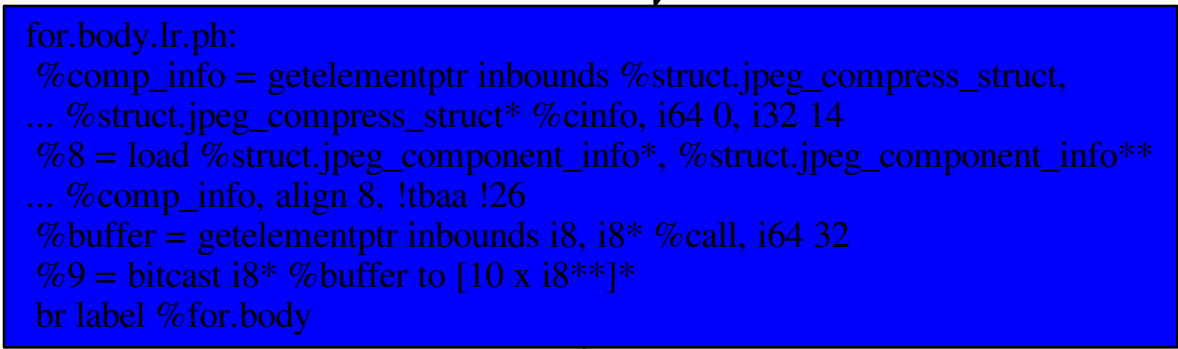 for.body.lr.ph:
%comp_info = getelementptr inbounds %struct.jpeg_compress_struct,
... %struct.jpeg_compress_struct* %cinfo, i64 0, i32 14
%8 = load %struct.jpeg_component_info*, %struct.jpeg_component_info**
... %comp_info, align 8, !tbaa !26
%buffer = getelementptr inbounds i8, i8* %call, i64 32
%9 = bitcast i8* %buffer to [10 x i8**]*
br label %for.body